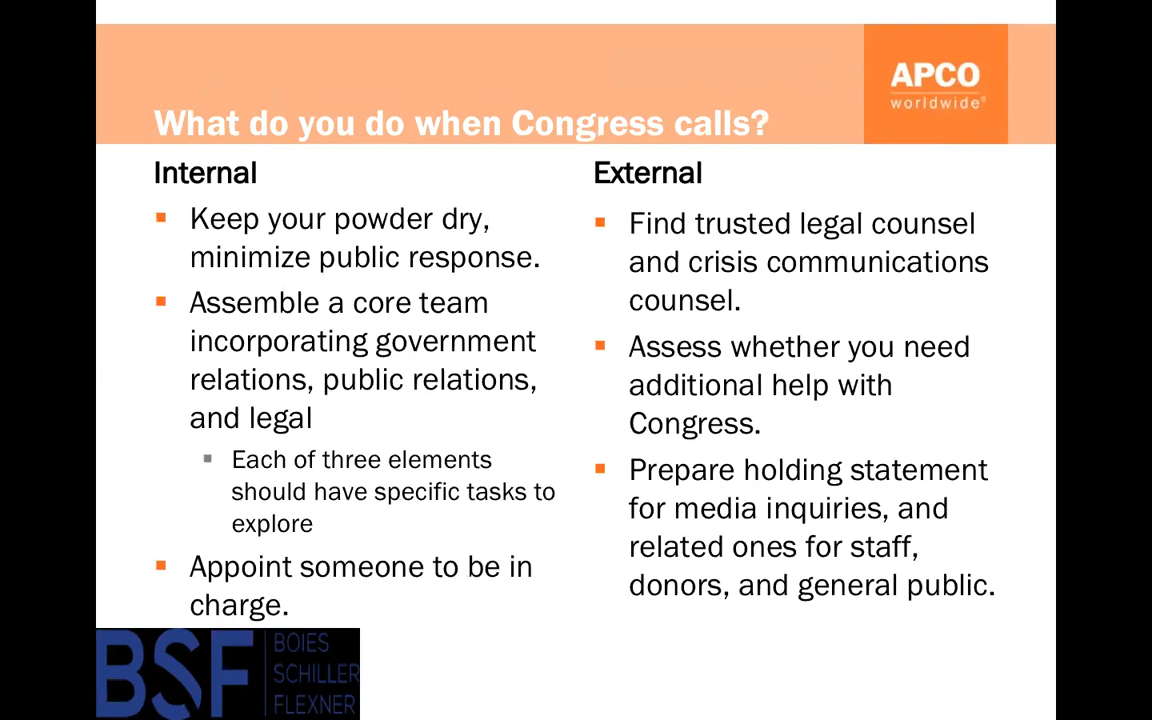 APCO
worldwide®
What do you do when Congress calls?
Internal
Keep your powder dry,
minimize public response.
Assemble a core team
incorporating government
relations, public relations,
and legal
Each of three elements
should have specific tasks to
explore
Appoint someone to be in
charge.
External
Find trusted legal counsel
and crisis communications
counsel.
Assess whether you need
additional help with
Congress.
Prepare holding statement
for media inquiries, and
related ones for staff,
donors, and general public.
BSF
BOIES
SCHILLER
FLEXNER